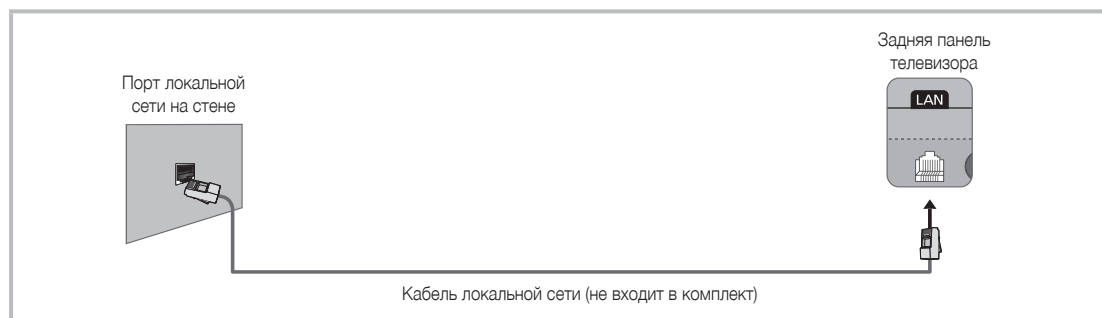 Порт локальной
сети на стене
Задняя панель
телевизора
LAN
Кабель локальной сети (не входит в комплект)